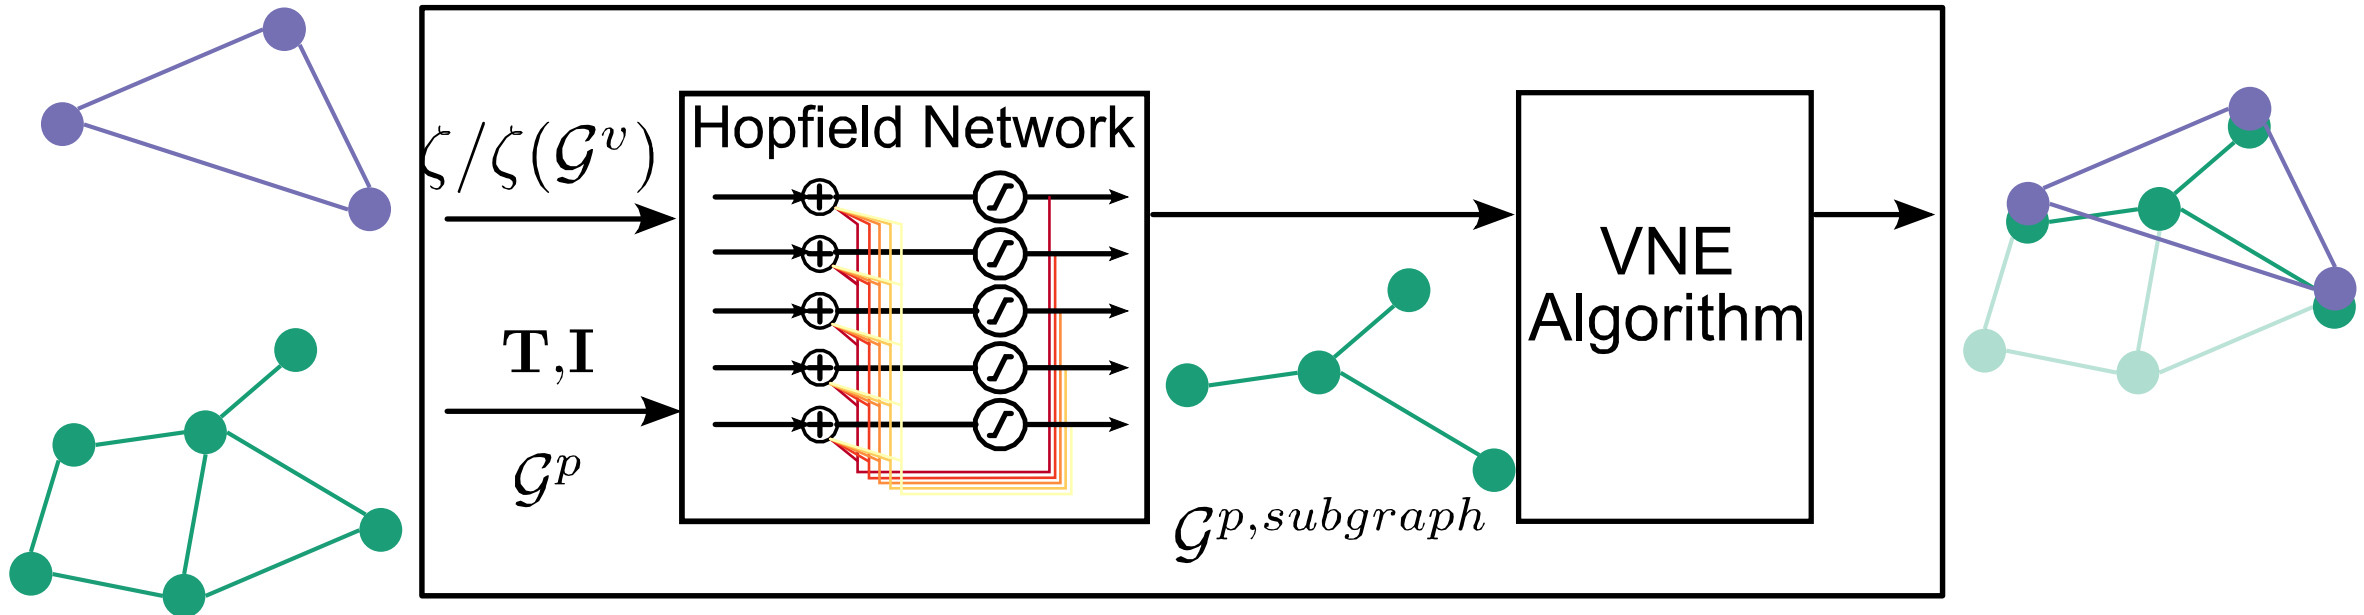 ζ/ζ(𝒢^v)
T,I
𝒢^p
Hopfield Network
𝒢^{p,subgraph}
VNE
Algorithm